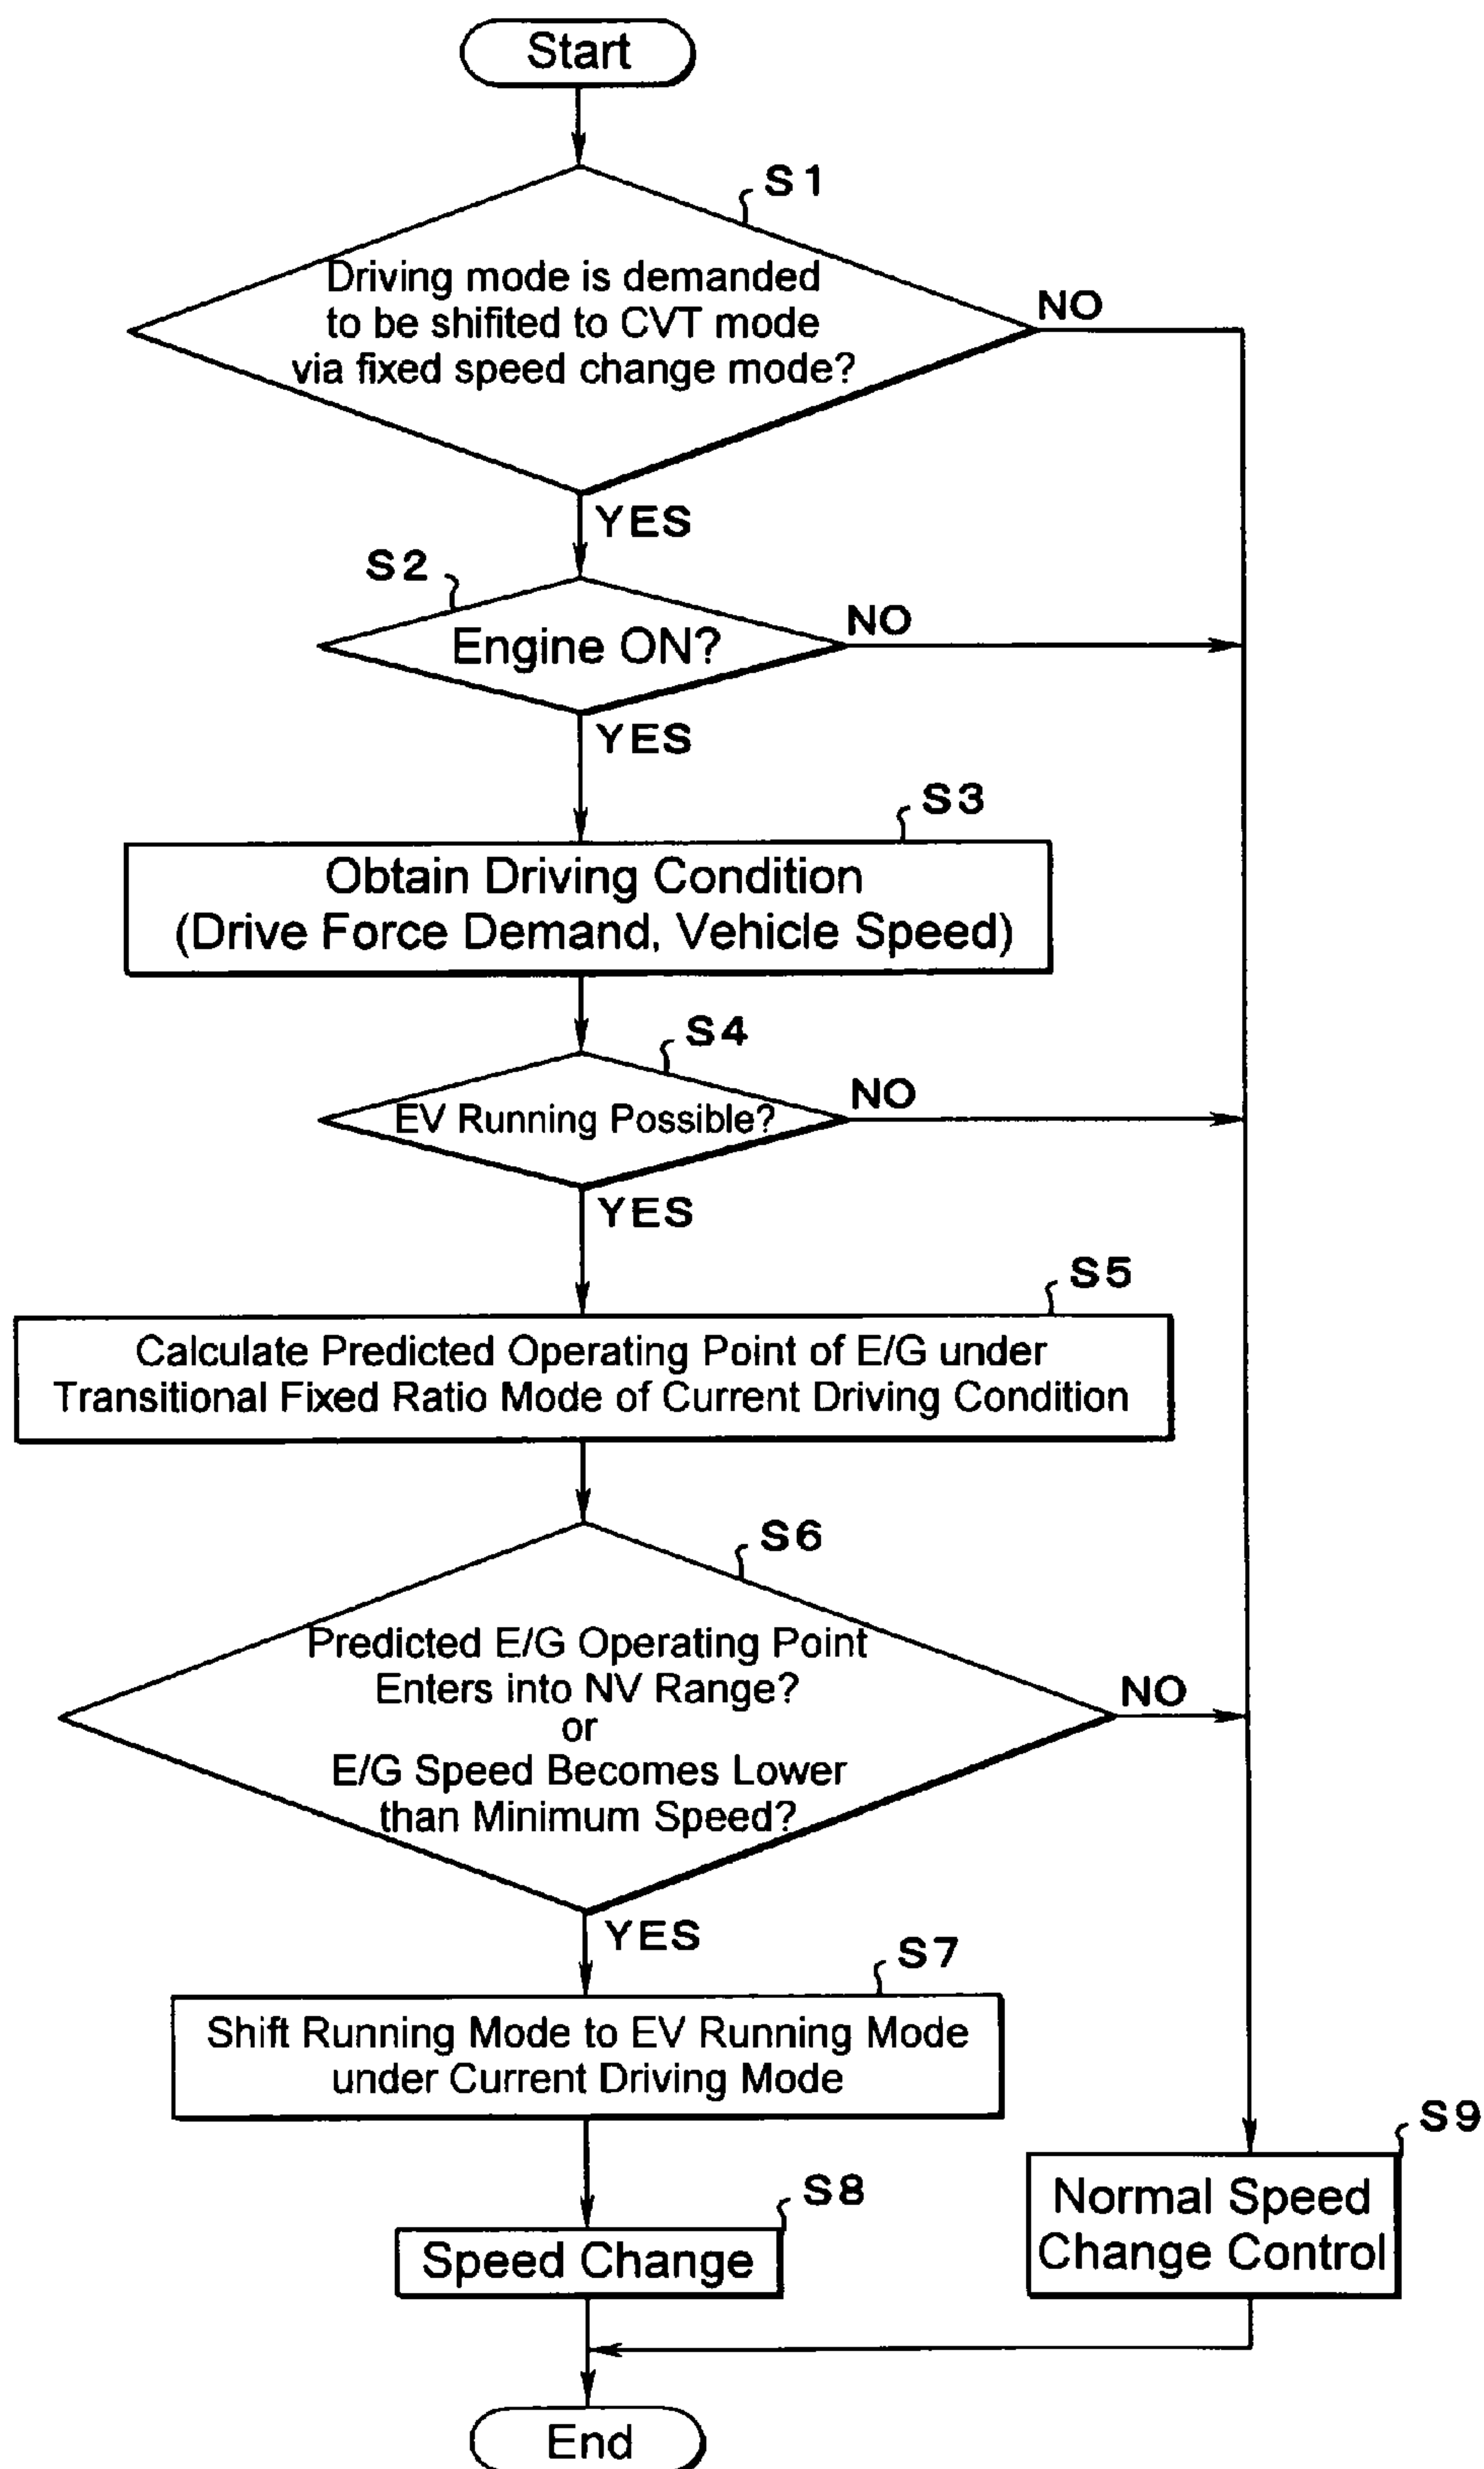 Start
S1
Driving mode is demanded
to be shifited to CVT mode
via fixed speed change mode?
NO
YES
S2
Engine ON?
NO
YES
S3
Obtain Driving Condition
(Drive Force Demand, Vehicle Speed)
S4
EV Running Possible?
NO
YES
S5
Calculate Predicted Operating Point of E/G under
Transitional Fixed Ratio Mode of Current Driving Condition
S6
Predicted E/G Operating Point
Enters into NV Range?
or
E/G Speed Becomes Lower
than Minimum Speed?
NO
YES
S7
Shift Running Mode to EV Running Mode
under Current Driving Mode
S8
Speed Change
S9
Normal Speed
Change Control
End